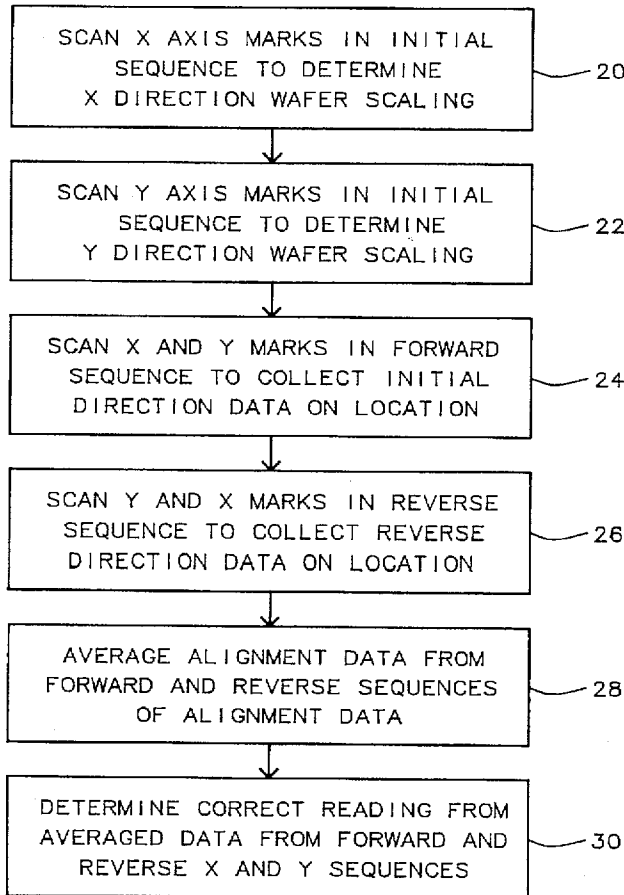 SCAN X AXIS MARKS IN INITIAL
SEQUENCE TO DETERMINE
X DIRECTION WAFER SCALING
20
SCAN Y AXIS MARKS IN INITIAL
SEQUENCE TO DETERMINE
Y DIRECTION WAFER SCALING
22
SCAN X AND Y MARKS IN FORWARD
SEQUENCE TO COLLECT INITIAL
DIRECTION DATA ON LOCATION
24
SCAN Y AND X MARKS IN REVERSE
SEQUENCE TO COLLECT REVERSE
DIRECTION DATA ON LOCATION
26
AVERAGE ALIGNMENT DATA FROM
FORWARD AND REVERSE SEQUENCES
OF ALIGNMENT DATA
28
DETERMINE CORRECT READING FROM
AVERAGED DATA FROM FORWARD AND
REVERSE X AND Y SEQUENCES
30